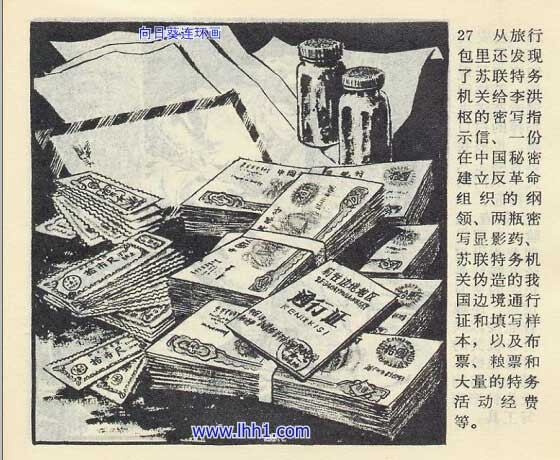 向日葵连环画
27 从旅行
包里还发现
了苏联特务
机关给李洪
枢的密写指
示信、一份
在中国秘密
建立反革命
组织的纲
领、两瓶密
写显影药、
苏联特务机
关伪造的我
国边境通行
证和填写样
本，以及布
票、粮票和
大量的特务
活动经费
等。
通行证
www.lhh1.com